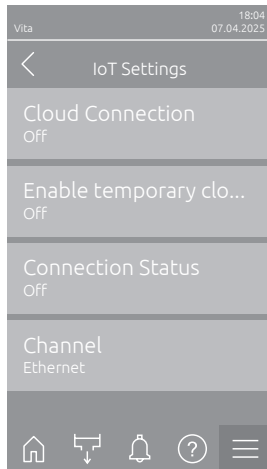 18:04
Vita
07.04.2025
IoT Settings
Cloud Connection
Off
Enable temporary clo...
Off
Connection Status
Off
Channel
Ethernet
?